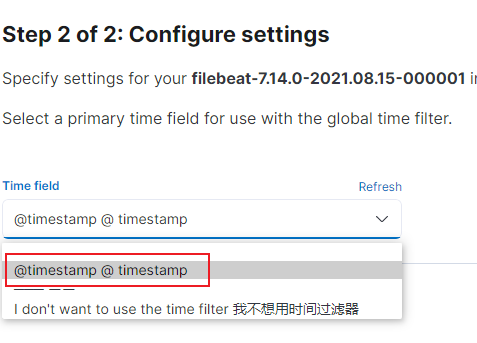 Step 2 of 2: Configure settings
Specify settings for your filebeat-7.14.0-2021.08.15-000001 in
Select a primary time field for use with the global time filter.
Time field
Refresh
@timestamp @ timestamp
@timestamp @ timestamp
I don't want to use the time filter 我不想用时间过滤器